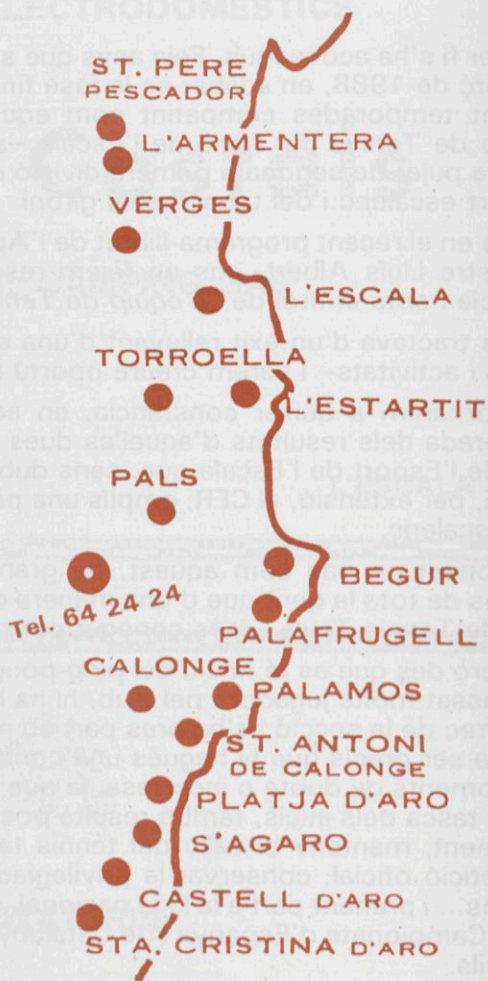 ST. PERE
PESCADOR
L'ARMENTERA
VERGES
L'ESCALA
TORROELLA
L'ESTARTIT
PALS
BEGUR
Tel. 64 24 24
PALAFRUGELL
CALONGE
PALAMOS
ST. ANTONI
DE CALONGE
PLATJA D'ARO
S'AGARO
CASTELL D'ARO
STA. CRISTINA D'ARO